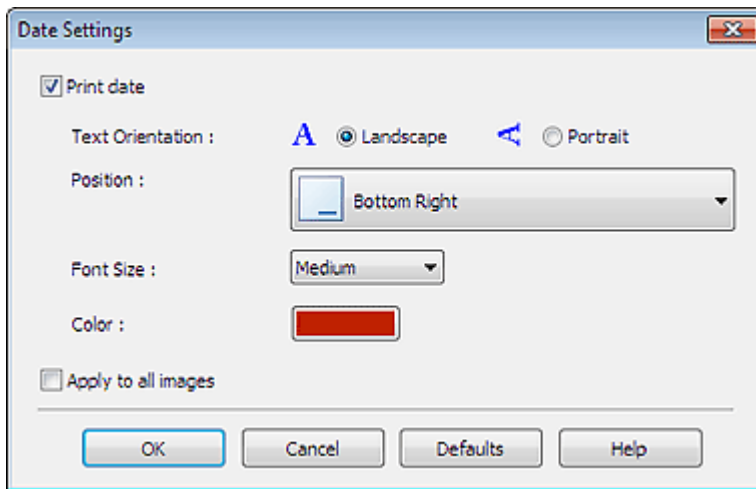 Date Settings
Print date
Text Orientation : A Landscape A Portrait
Position : Bottom Right
Font Size : Medium
Color :
Apply to all images
OK Cancel Defaults Help